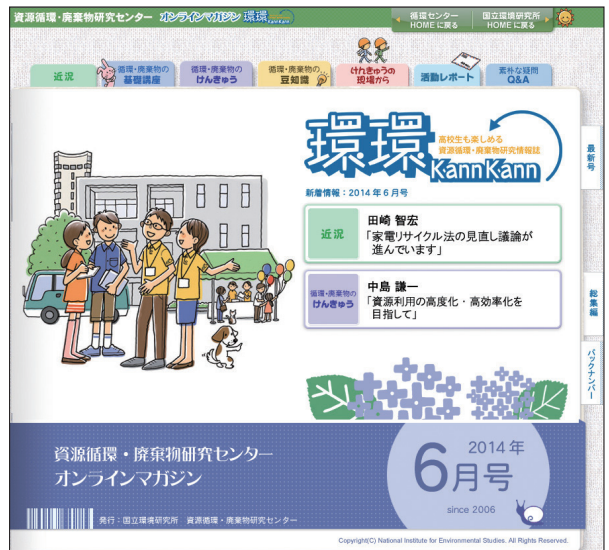 資源循環・廃棄物研究センター オンラインマガジン 環環 KannKann
循環センター
HOMEに戻る
国立環境研究所
HOMEに戻る
近況
循環・廃棄物の
基礎講座
循環・廃棄物の
けんきゅう
循環・廃棄物の
豆知識
けんきゅうの
現場から
活動レポート
素朴な疑問
Q&A
環環
高校生も楽しめる
資源循環・廃棄物研究情報誌
KannKann
新着情報：2014年6月号
近況
田崎 智宏
「家電リサイクル法の見直し議論が
進んでいます」
循環・廃棄物の
けんきゅう
中島 謙一
「資源利用の高度化・高効率化を
目指して」
最新号
総集編
バックナンバー
資源循環・廃棄物研究センター
オンラインマガジン
2014年
6月号
since 2006
発行：国立環境研究所 資源循環・廃棄物研究センター
Copyright(C) National Institute for Environmental Studies. All Rights Reserved.